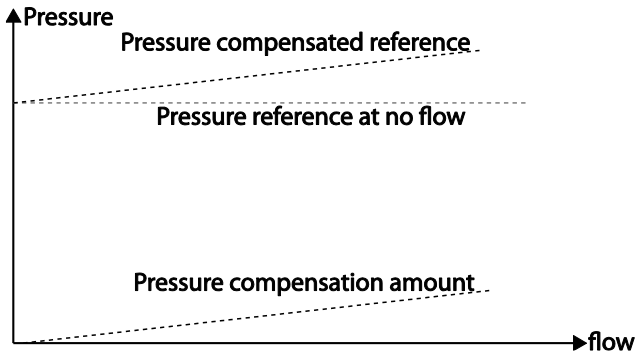 Pressure
Pressure compensated reference
Pressure reference at no flow
Pressure compensation amount
flow